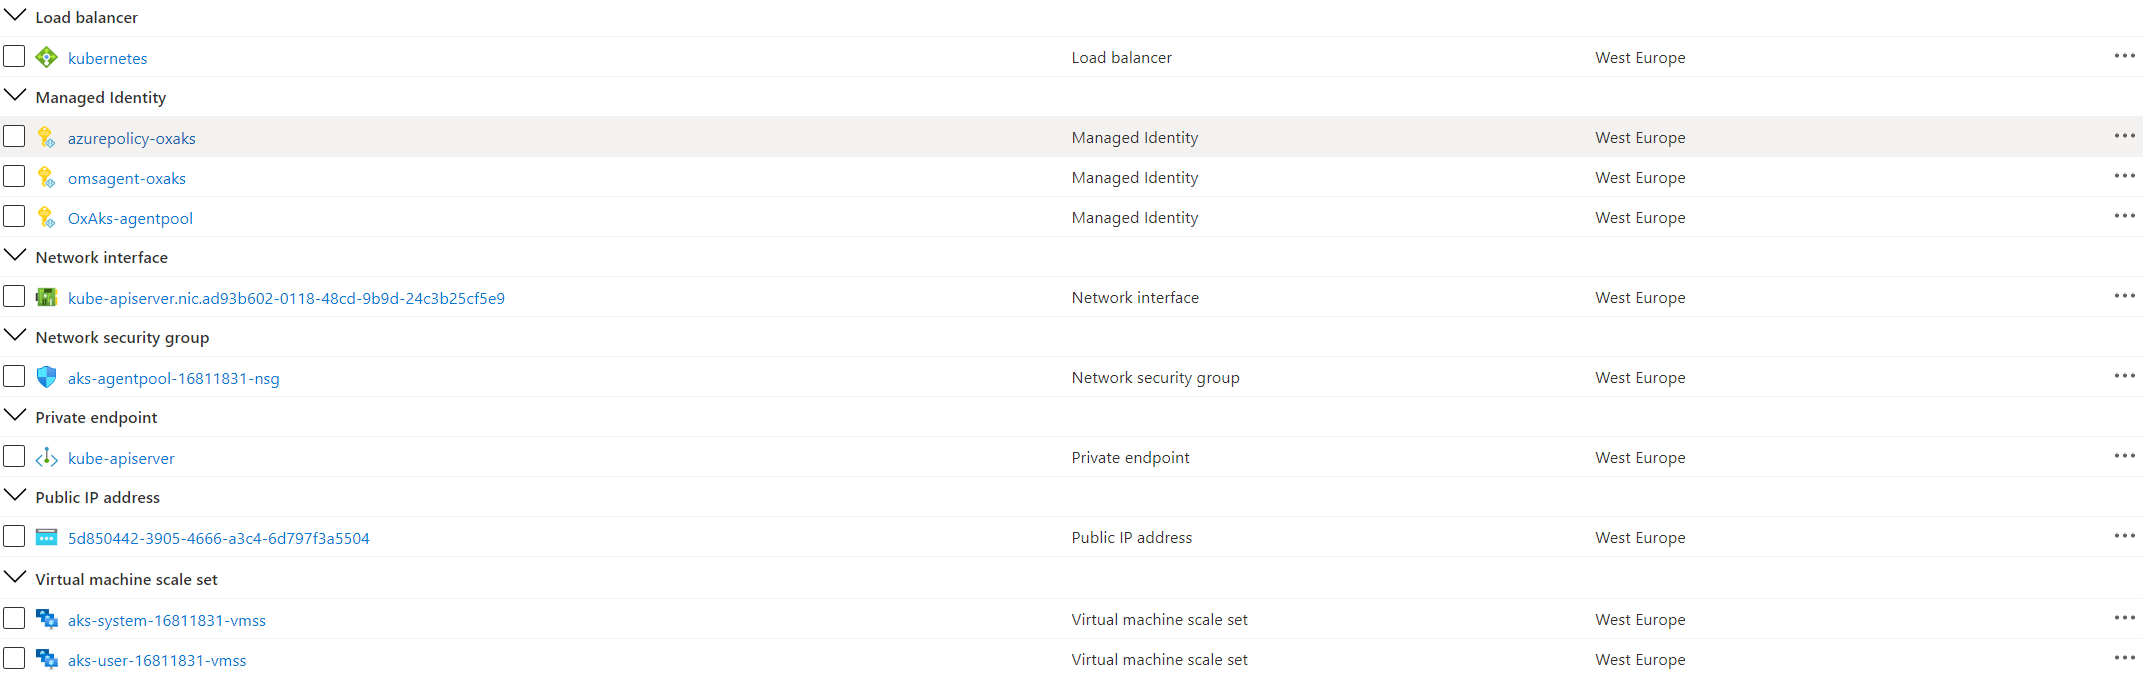 Load balancer
kubernetes Load balancer West Europe
Managed Identity
azurepolicy-oxaks Managed Identity West Europe
omsagent-oxaks Managed Identity West Europe
OxAks-agentpool Managed Identity West Europe
Network interface
kube-apiserver.nic.ad93b602-0118-48cd-9b9d-24c3b25cf5e9 Network interface West Europe
Network security group
aks-agentpool-16811831-nsg Network security group West Europe
Private endpoint
kube-apiserver Private endpoint West Europe
Public IP address
5d850442-3905-4666-a3c4-6d797f3a5504 Public IP address West Europe
Virtual machine scale set
aks-system-16811831-vmss Virtual machine scale set West Europe
aks-user-16811831-vmss Virtual machine scale set West Europe